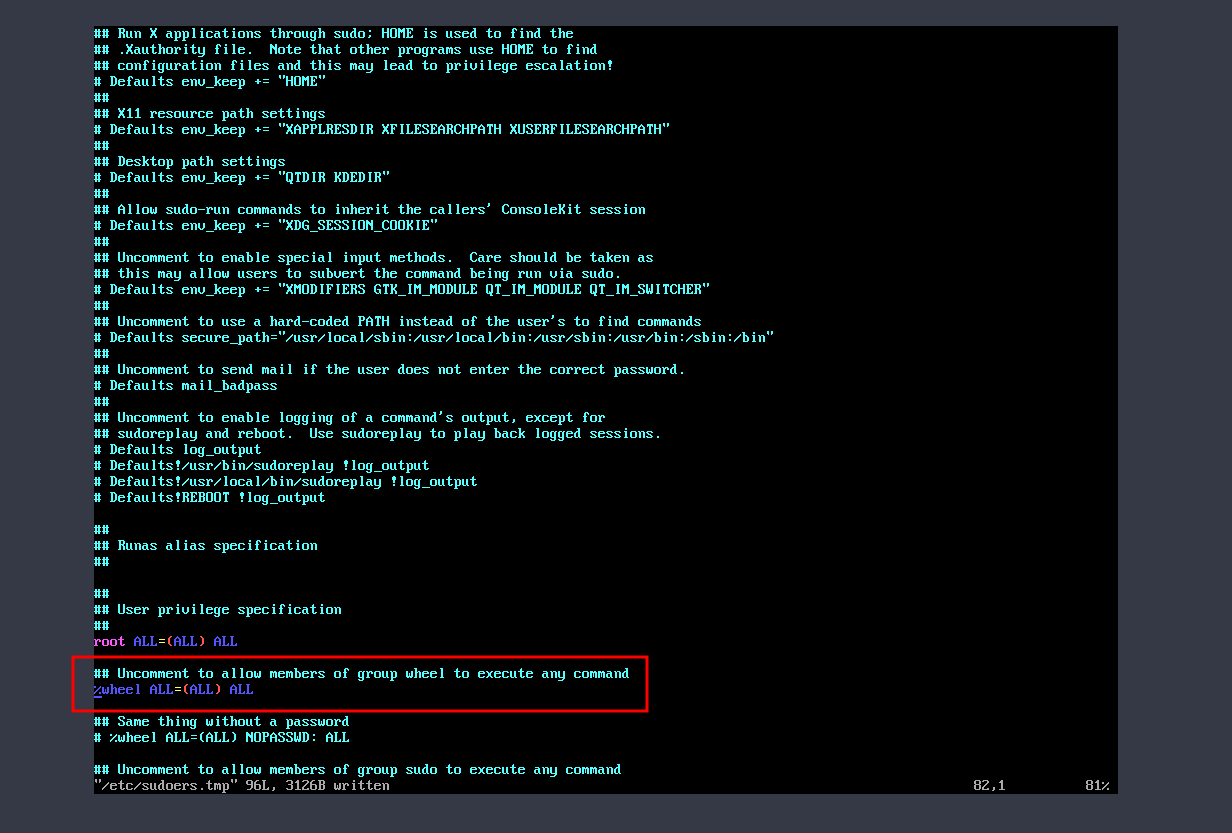 ## Run X applications through sudo; HOME is used to find the
## .Xauthority file.  Note that other programs use HOME to find
## configuration files and this may lead to privilege escalation!
# Defaults env_keep += "HOME"
##
## X11 resource path settings
# Defaults env_keep += "XAPPLRESDIR XFILESEARCHPATH XUSERFILESEARCHPATH"
##
## Desktop path settings
# Defaults env_keep += "QTDIR KDEDIR"
##
## Allow sudo-run commands to inherit the callers' ConsoleKit session
# Defaults env_keep += "XDG_SESSION_COOKIE"
##
## Uncomment to enable special input methods.  Care should be taken as
## this may allow users to subvert the command being run via sudo.
# Defaults env_keep += "XMODIFIERS GTK_IM_MODULE QT_IM_MODULE QT_IM_SWITCHER"
##
## Uncomment to use a hard-coded PATH instead of the user's to find commands
# Defaults secure_path="/usr/local/sbin:/usr/local/bin:/usr/sbin:/usr/bin:/sbin:/bin"
##
## Uncomment to send mail if the user does not enter the correct password.
# Defaults mail_badpass
##
## Uncomment to enable logging of a command's output, except for
## sudoreplay and reboot.  Use sudoreplay to play back logged sessions.
# Defaults log_output
# Defaults!/usr/bin/sudoreplay !log_output
# Defaults!/usr/local/bin/sudoreplay !log_output
# Defaults!REBOOT !log_output
##
## Runas alias specification
##
##
## User privilege specification
##
root ALL=(ALL) ALL
## Uncomment to allow members of group wheel to execute any command
%wheel ALL=(ALL) ALL
## Same thing without a password
# %wheel ALL=(ALL) NOPASSWD: ALL
## Uncomment to allow members of group sudo to execute any command
"/etc/sudoers.tmp" 96L, 3126B written 82,1 81%